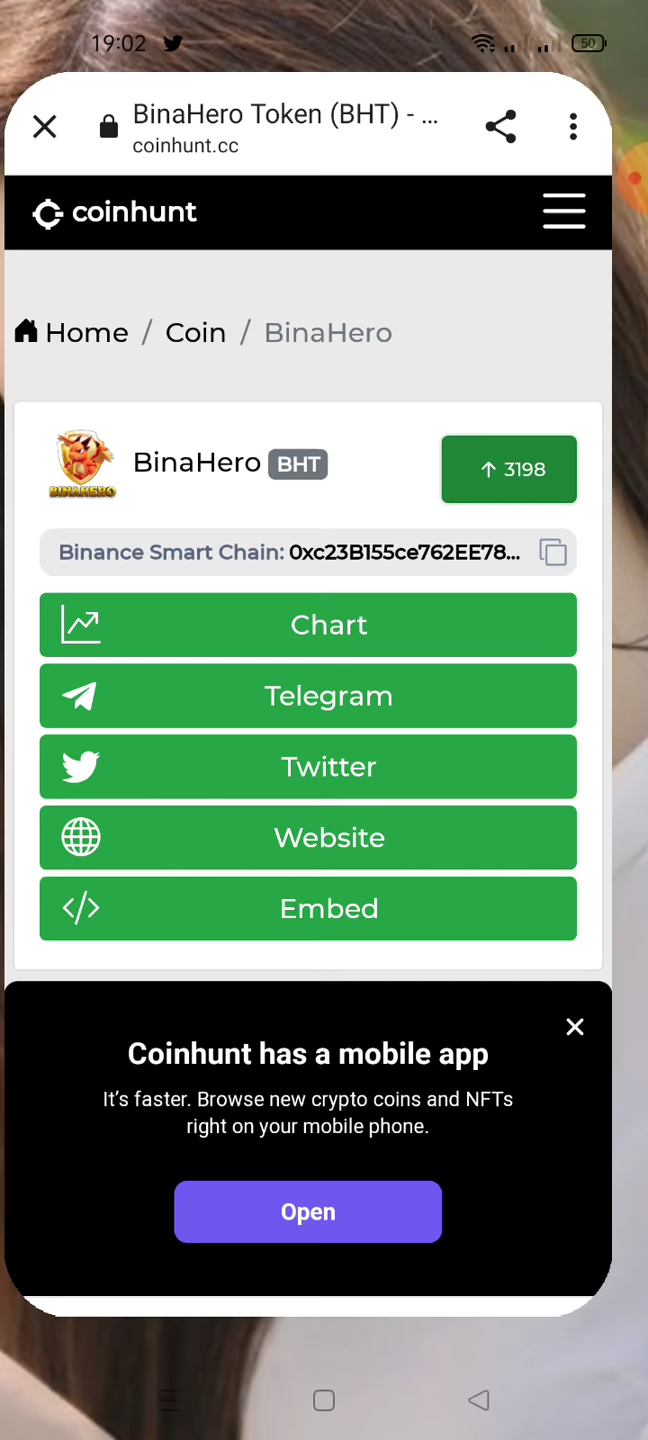 19:02
50
BinaHero Token (BHT) - ...
coinhunt.cc
coinhunt
Home / Coin / BinaHero
BINAHERO
BinaHero BHT
↑ 3198
Binance Smart Chain: 0xc23B155ce762EE78...
Chart
Telegram
Twitter
Website
Embed
Coinhunt has a mobile app
It's faster. Browse new crypto coins and NFTs
right on your mobile phone.
Open